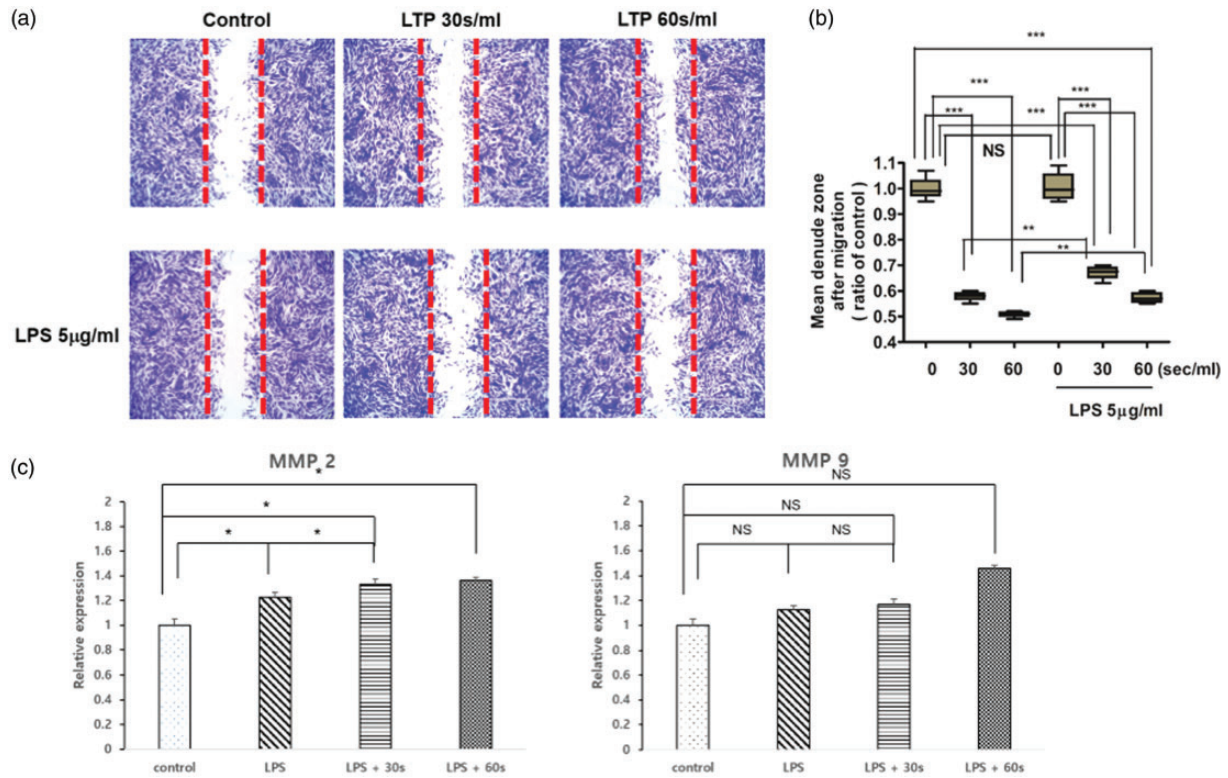 (a)
Control LTP 30s/ml LTP 60s/ml
LPS 5μg/ml
(b)
***
*** ***
*** *** ***
NS
** **
Mean denude zone
after migration
( ratio of control )
1.1
1.0
0.9
0.8
0.7
0.6
0.5
0.4
0 30 60 0 30 60 (sec/ml)
LPS 5μg/ml
(c)
MMP 2
*
*
* *
Relative expression
2
1.8
1.6
1.4
1.2
1
0.8
0.6
0.4
0.2
0
control LPS LPS + 30s LPS + 60s
MMP 9
NS
NS
NS NS
Relative expression
2
1.8
1.6
1.4
1.2
1
0.8
0.6
0.4
0.2
0
control LPS LPS + 30s LPS + 60s